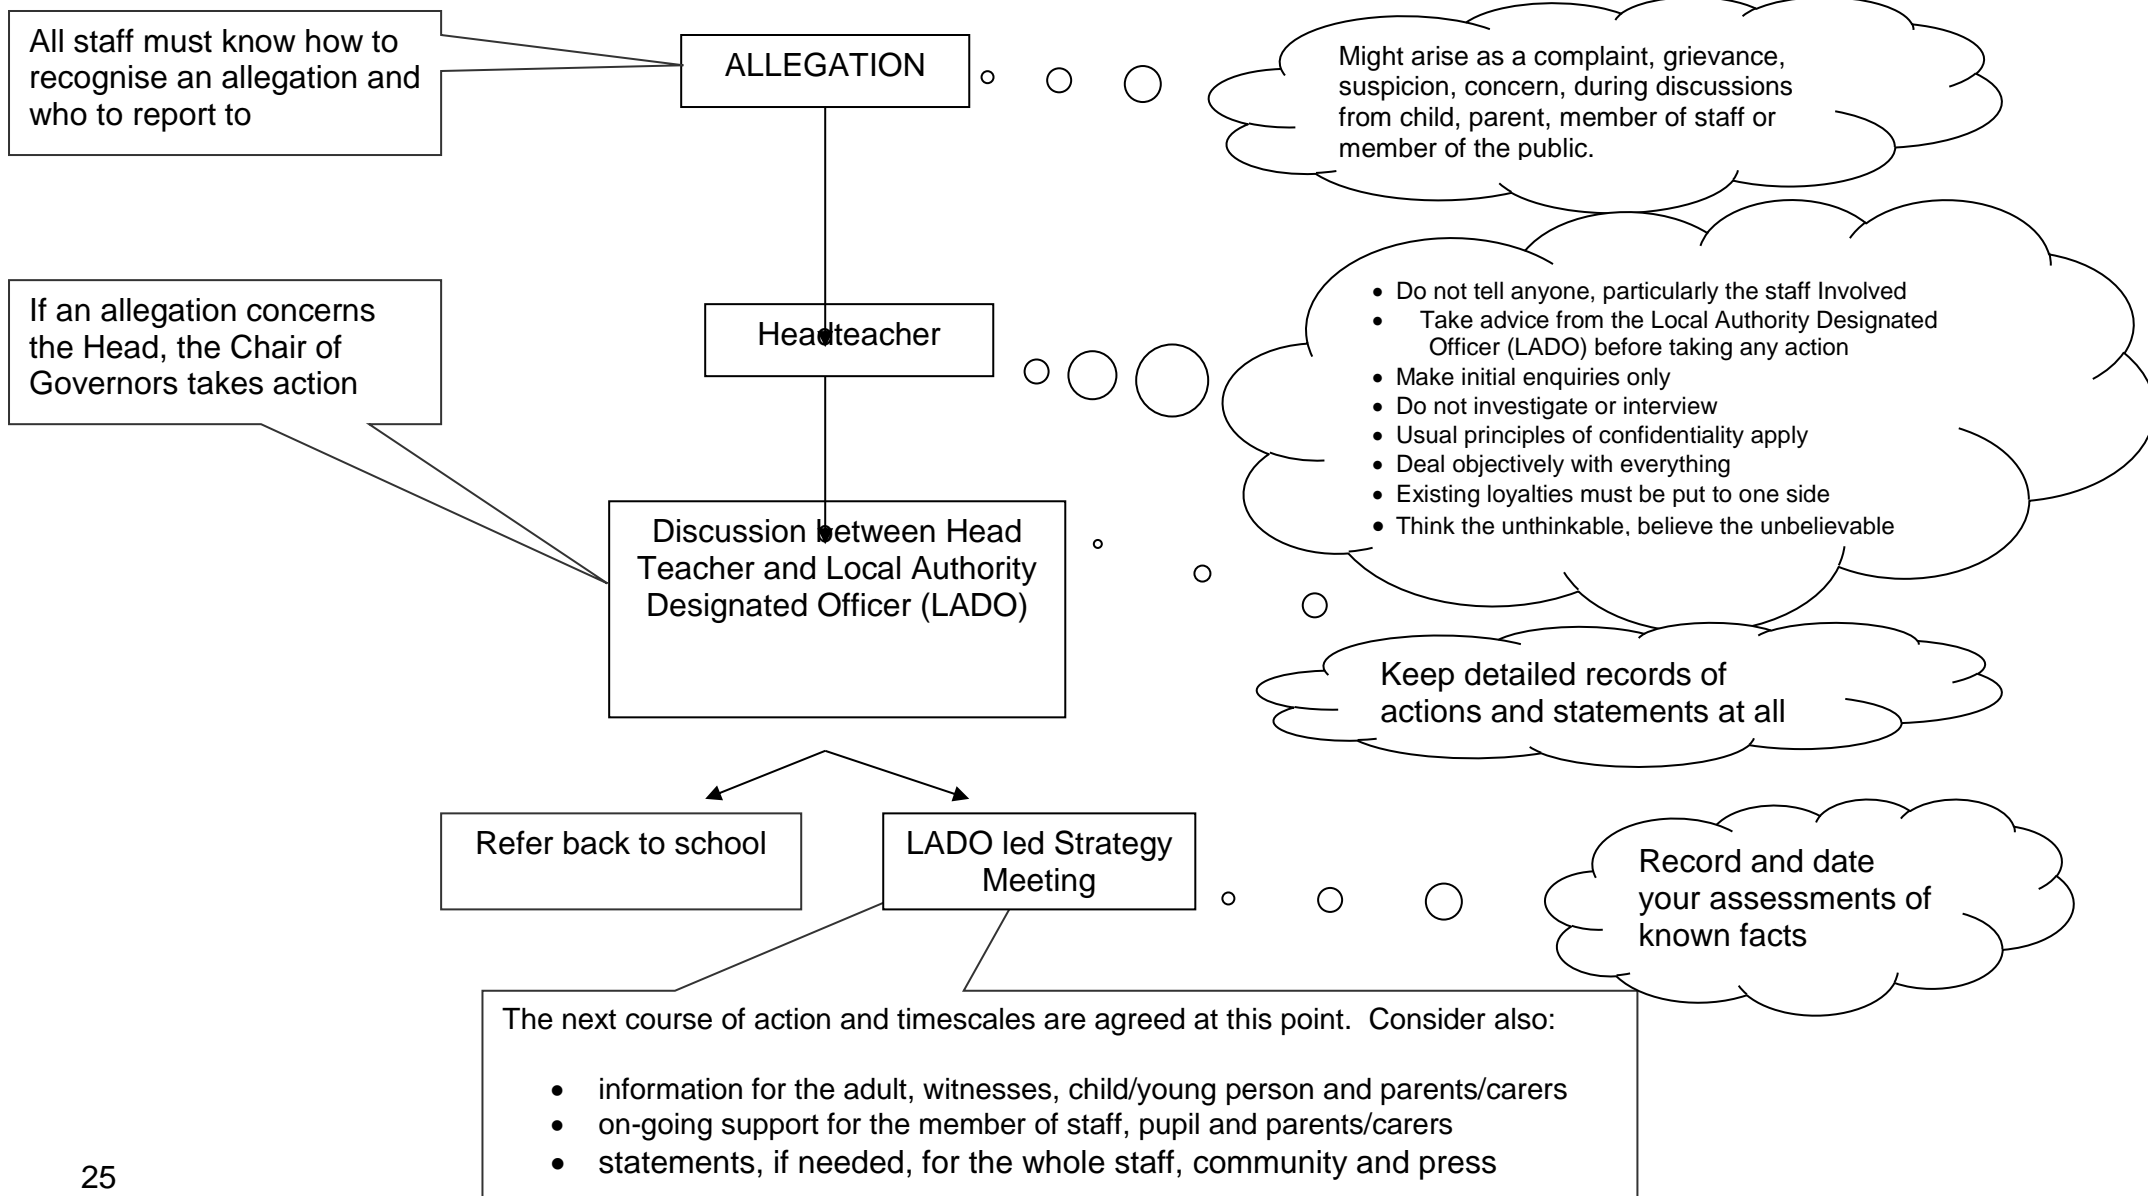 All staff must know how to
recognise an allegation and
who to report to
ALLEGATION
Might arise as a complaint, grievance,
suspicion, concern, during discussions
from child, parent, member of staff or
member of the public.
If an allegation concerns
the Head, the Chair of
Governors takes action
Headteacher
• Do not tell anyone, particularly the staff Involved
• Take advice from the Local Authority Designated
Officer (LADO) before taking any action
• Make initial enquiries only
• Do not investigate or interview
• Usual principles of confidentiality apply
• Deal objectively with everything
• Existing loyalties must be put to one side
• Think the unthinkable, believe the unbelievable
Discussion between Head
Teacher and Local Authority
Designated Officer (LADO)
Keep detailed records of
actions and statements at all
Refer back to school
LADO led Strategy
Meeting
Record and date
your assessments of
known facts
The next course of action and timescales are agreed at this point.  Consider also:
• information for the adult, witnesses, child/young person and parents/carers
• on-going support for the member of staff, pupil and parents/carers
• statements, if needed, for the whole staff, community and press
25